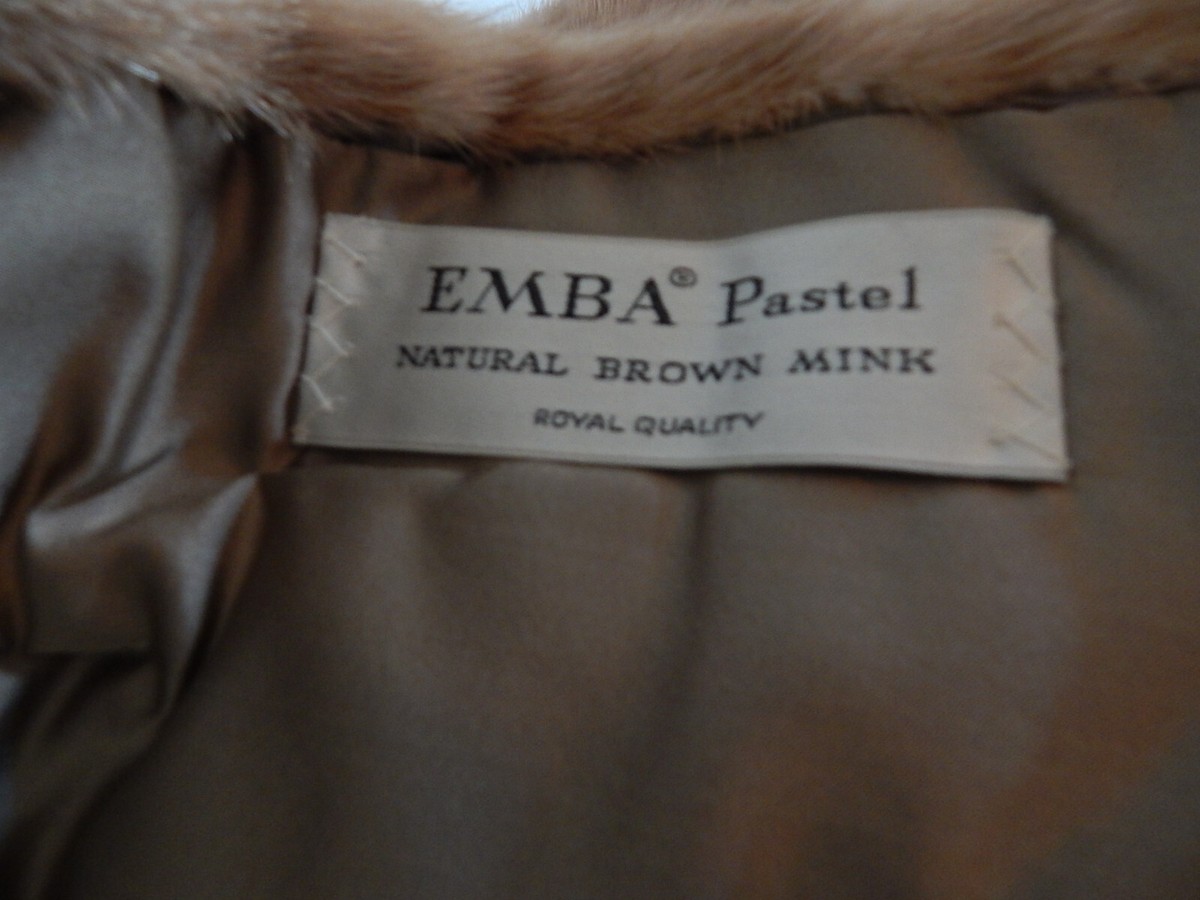 EMBA® Pastel
NATURAL BROWN MINK
ROYAL QUALITY